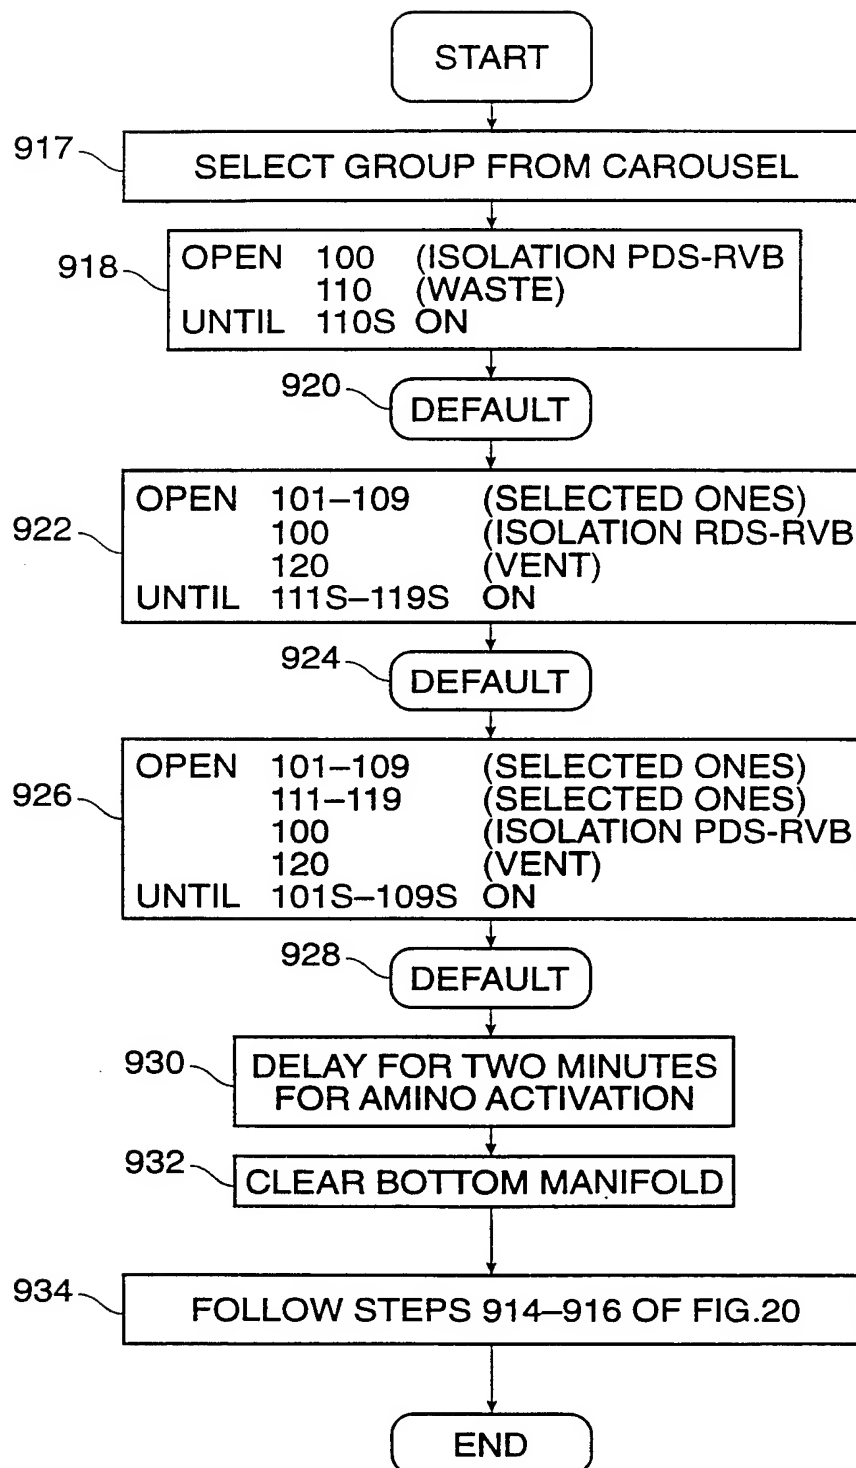 START
917
SELECT GROUP FROM CAROUSEL
918
OPEN 100 (ISOLATION PDS-RVB
110 (WASTE)
UNTIL 110S ON
920
DEFAULT
922
OPEN 101–109 (SELECTED ONES)
100 (ISOLATION RDS-RVB
120 (VENT)
UNTIL 111S–119S ON
924
DEFAULT
926
OPEN 101–109 (SELECTED ONES)
111–119 (SELECTED ONES)
100 (ISOLATION PDS-RVB
120 (VENT)
UNTIL 101S–109S ON
928
DEFAULT
930
DELAY FOR TWO MINUTES
FOR AMINO ACTIVATION
932
CLEAR BOTTOM MANIFOLD
934
FOLLOW STEPS 914–916 OF FIG.20
END